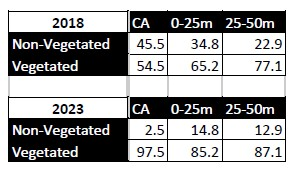 2018 CA 0-25m 25-50m
Non-Vegetated 45.5 34.8 22.9
Vegetated 54.5 65.2 77.1
2023 CA 0-25m 25-50m
Non-Vegetated 2.5 14.8 12.9
Vegetated 97.5 85.2 87.1